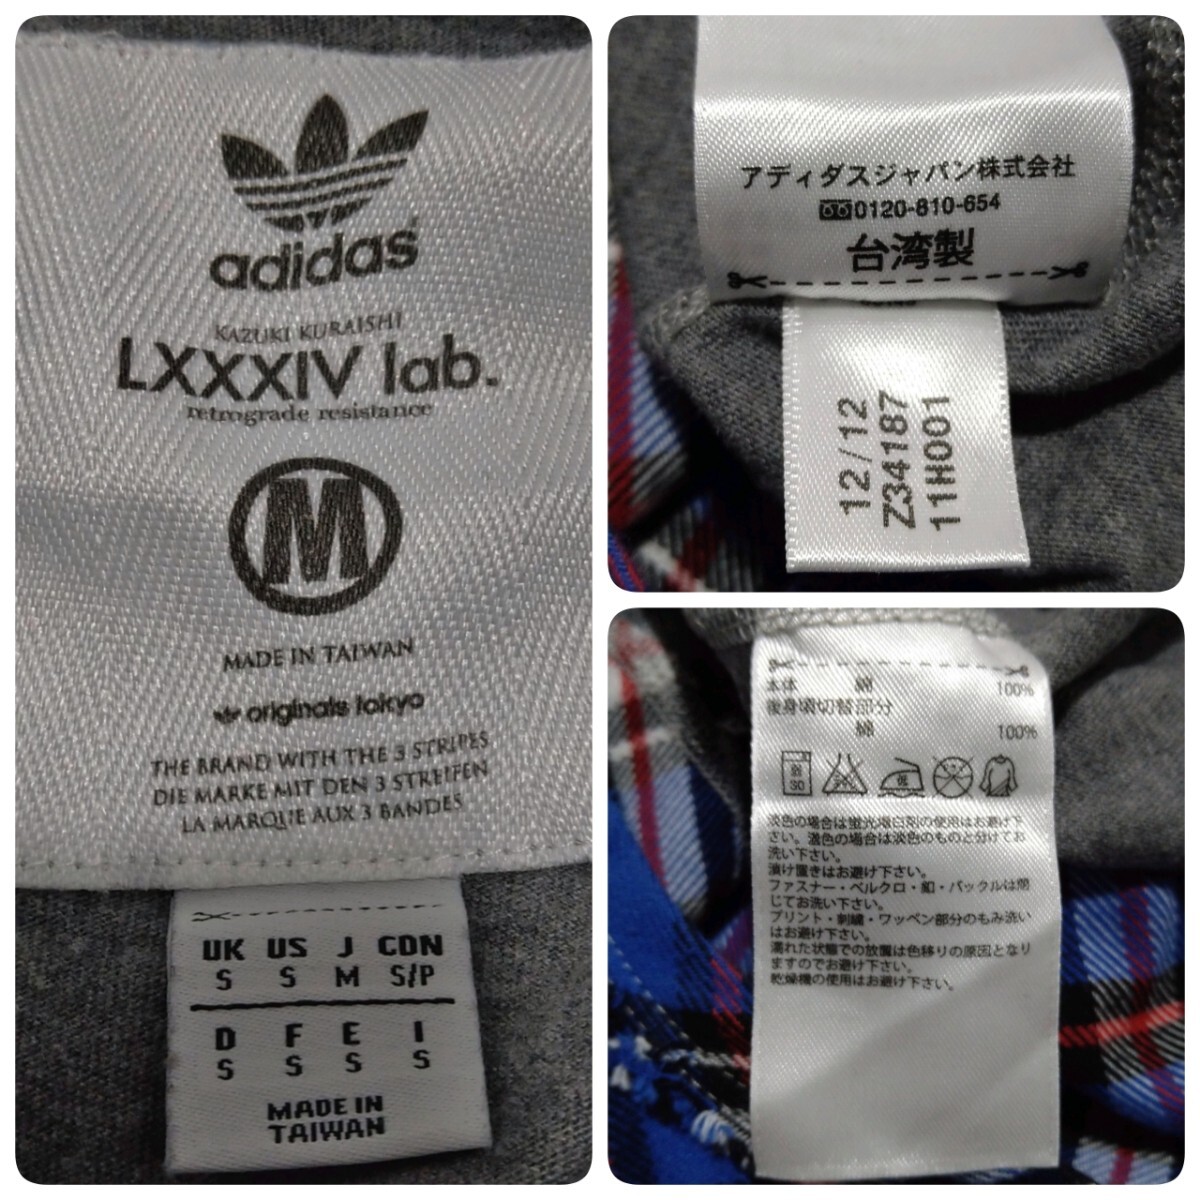 adidas
KAZUKI KURAISHI
LXXXIV lab.
retrograde resistance
M
MADE IN TAIWAN
originals tokyo
THE BRAND WITH THE 3 STRIPES
DIE MARKE MIT DEN 3 STREIFEN
LA MARQUE AUX 3 BANDES
UK US J CDN
S S M S/P
D F E I
S S S S
MADE IN
TAIWAN
アディダスジャパン株式会社
0120-810-654
台湾製
12/12
Z34187
11H001
本体 綿 100%
後身頃切替部分
綿 100%
淡色の場合は蛍光増白剤の使用はお避け下
さい。濃色の場合は淡色のものと分けてお
洗い下さい。
漬け置きはお避け下さい。
ファスナー・ベルクロ・釦・バックルは閉
じてお洗い下さい。
プリント・刺繍・ワッペン部分のもみ洗い
はお避け下さい。
濡れた状態での放置は色移りの原因となり
ますのでお避け下さい。
乾燥機の使用はお避け下さい。